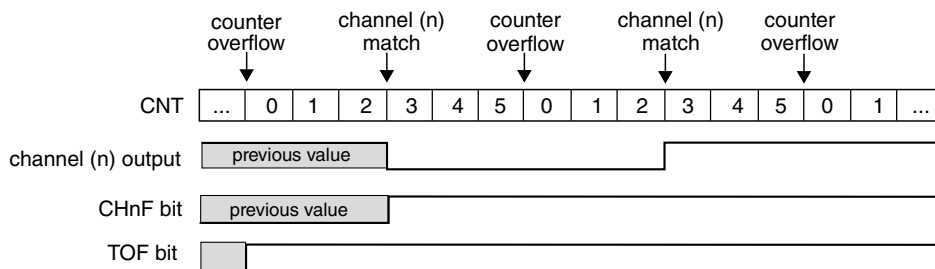 counter overflow
channel (n) match
counter overflow
channel (n) match
counter overflow
CNT ... 0 1 2 3 4 5 0 1 2 3 4 5 0 1 ...
channel (n) output previous value
CHnF bit previous value
TOF bit